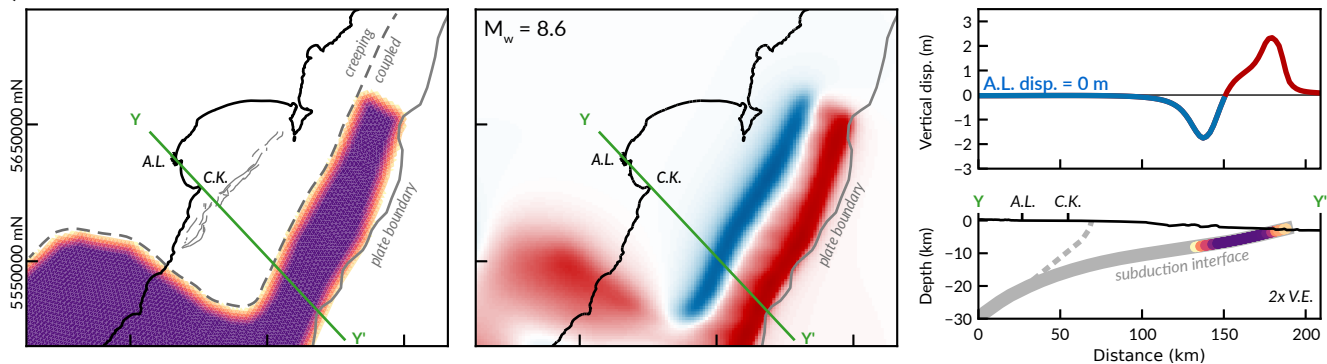 5650000 mN
5550000 mN
creeping
coupled
Y
A.L.
C.K.
plate boundary
Y'
M_w = 8.6
Y
A.L.
C.K.
plate boundary
Y'
Vertical disp. (m)
3
2
1
0
−1
−2
−3
A.L. disp. = 0 m
Y
A.L.
C.K.
Y'
Depth (km)
0
−10
−20
−30
subduction interface
2x V.E.
0
50
100
150
200
Distance (km)